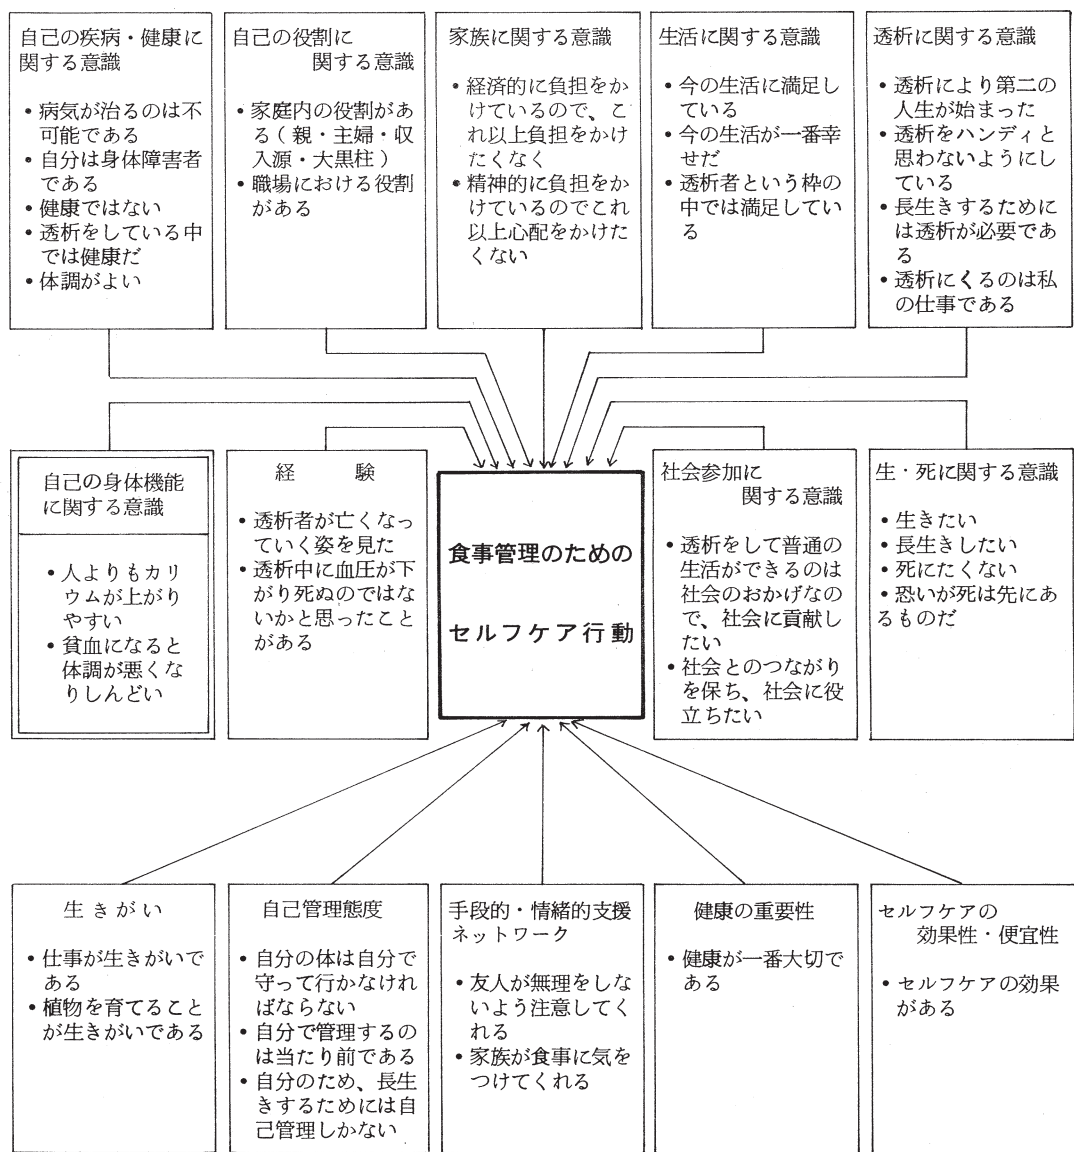 自己の疾病・健康に
関する意識
・病気が治るのは不
可能である
・自分は身体障害者
である
・健康ではない
・透析をしている中
では健康だ
・体調がよい
自己の役割に
関する意識
・家庭内の役割があ
る(親・主婦・収
入源・大黒柱)
・職場における役割
がある
家族に関する意識
・経済的に負担をか
けているので、こ
れ以上負担をかけ
たくなく
・精神的に負担をか
けているのでこれ
以上心配をかけた
くない
生活に関する意識
・今の生活に満足し
ている
・今の生活が一番幸
せだ
・透析者という枠の
中では満足してい
る
透析に関する意識
・透析により第二の
人生が始まった
・透析をハンディと
思わないようにし
ている
・長生きするために
は透析が必要であ
る
・透析にくるのは私
の仕事である
自己の身体機能
に関する意識
・人よりもカリ
ウムが上がり
やすい
・貧血になると
体調が悪くな
りしんどい
経 験
・透析者が亡くなっ
ていく姿を見た
・透析中に血圧が下
がり死ぬのではな
いかと思ったこと
がある
食事管理のための
セルフケア行動
社会参加に
関する意識
・透析をして普通の
生活ができるのは
社会のおかげなの
で、社会に貢献し
たい
・社会とのつながり
を保ち、社会に役
立ちたい
生・死に関する意識
・生きたい
・長生きしたい
・死にたくない
・恐いが死は先にあ
るものだ
生きがい
・仕事が生きがいで
ある
・植物を育てること
が生きがいである
自己管理態度
・自分の体は自分で
守って行かなけれ
ばならない
・自分で管理するの
は当たり前である
・自分のため、長生
きするためには自
己管理しかない
手段的・情緒的支援
ネットワーク
・友人が無理をしな
いよう注意してく
れる
・家族が食事に気を
つけてくれる
健康の重要性
・健康が一番大切で
ある
セルフケアの
効果性・便宜性
・セルフケアの効果
がある